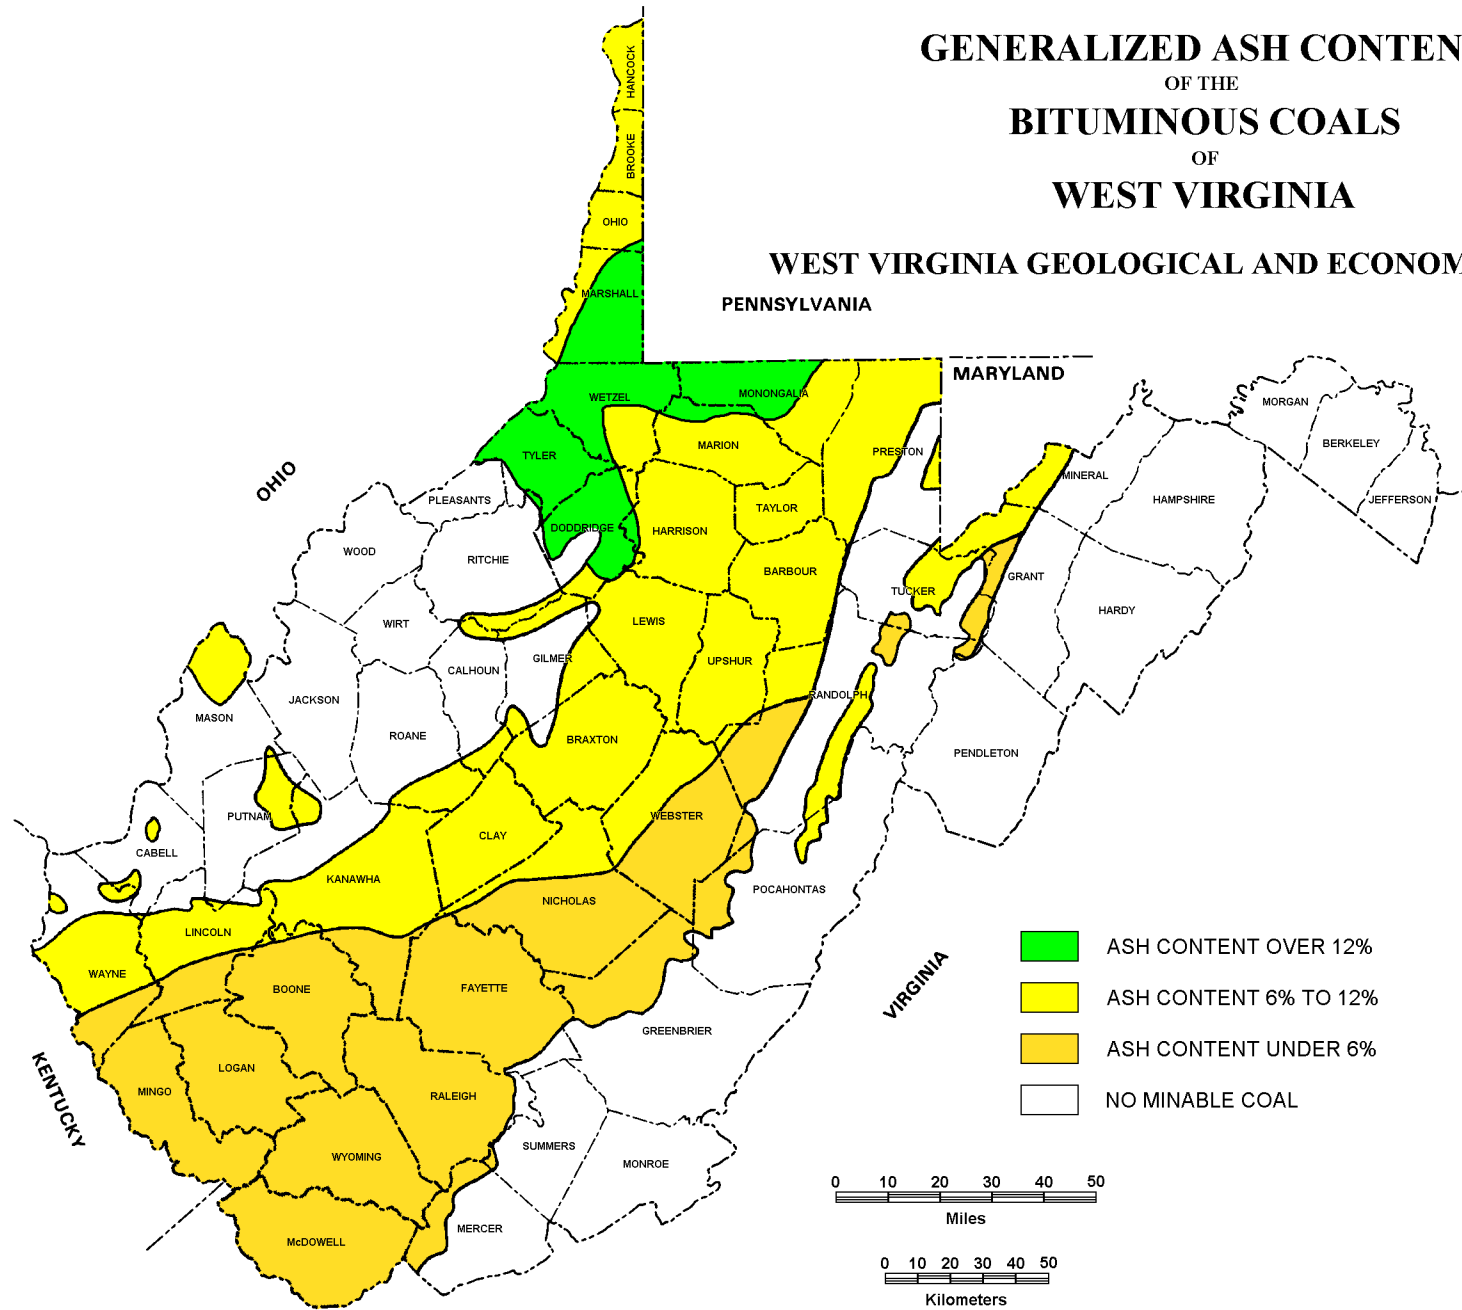 GENERALIZED ASH CONTEN
OF THE
BITUMINOUS COALS
OF
WEST VIRGINIA
WEST VIRGINIA GEOLOGICAL AND ECONOM
HANCOCK
BROOKE
OHIO
MARSHALL
PENNSYLVANIA
MARYLAND
WETZEL
MONONGALIA
MORGAN
BERKELEY
JEFFERSON
TYLER
MARION
PRESTON
MINERAL
HAMPSHIRE
OHIO
PLEASANTS
DODDRIDGE
HARRISON
TAYLOR
WOOD
RITCHIE
BARBOUR
TUCKER
GRANT
HARDY
WIRT
LEWIS
CALHOUN
GILMER
UPSHUR
RANDOLPH
JACKSON
MASON
ROANE
BRAXTON
PENDLETON
PUTNAM
WEBSTER
CLAY
CABELL
KANAWHA
POCAHONTAS
NICHOLAS
LINCOLN
WAYNE
BOONE
FAYETTE
VIRGINIA
GREENBRIER
KENTUCKY
LOGAN
MINGO
RALEIGH
SUMMERS
WYOMING
MONROE
MERCER
McDOWELL
ASH CONTENT OVER 12%
ASH CONTENT 6% TO 12%
ASH CONTENT UNDER 6%
NO MINABLE COAL
0 10 20 30 40 50
Miles
0 10 20 30 40 50
Kilometers